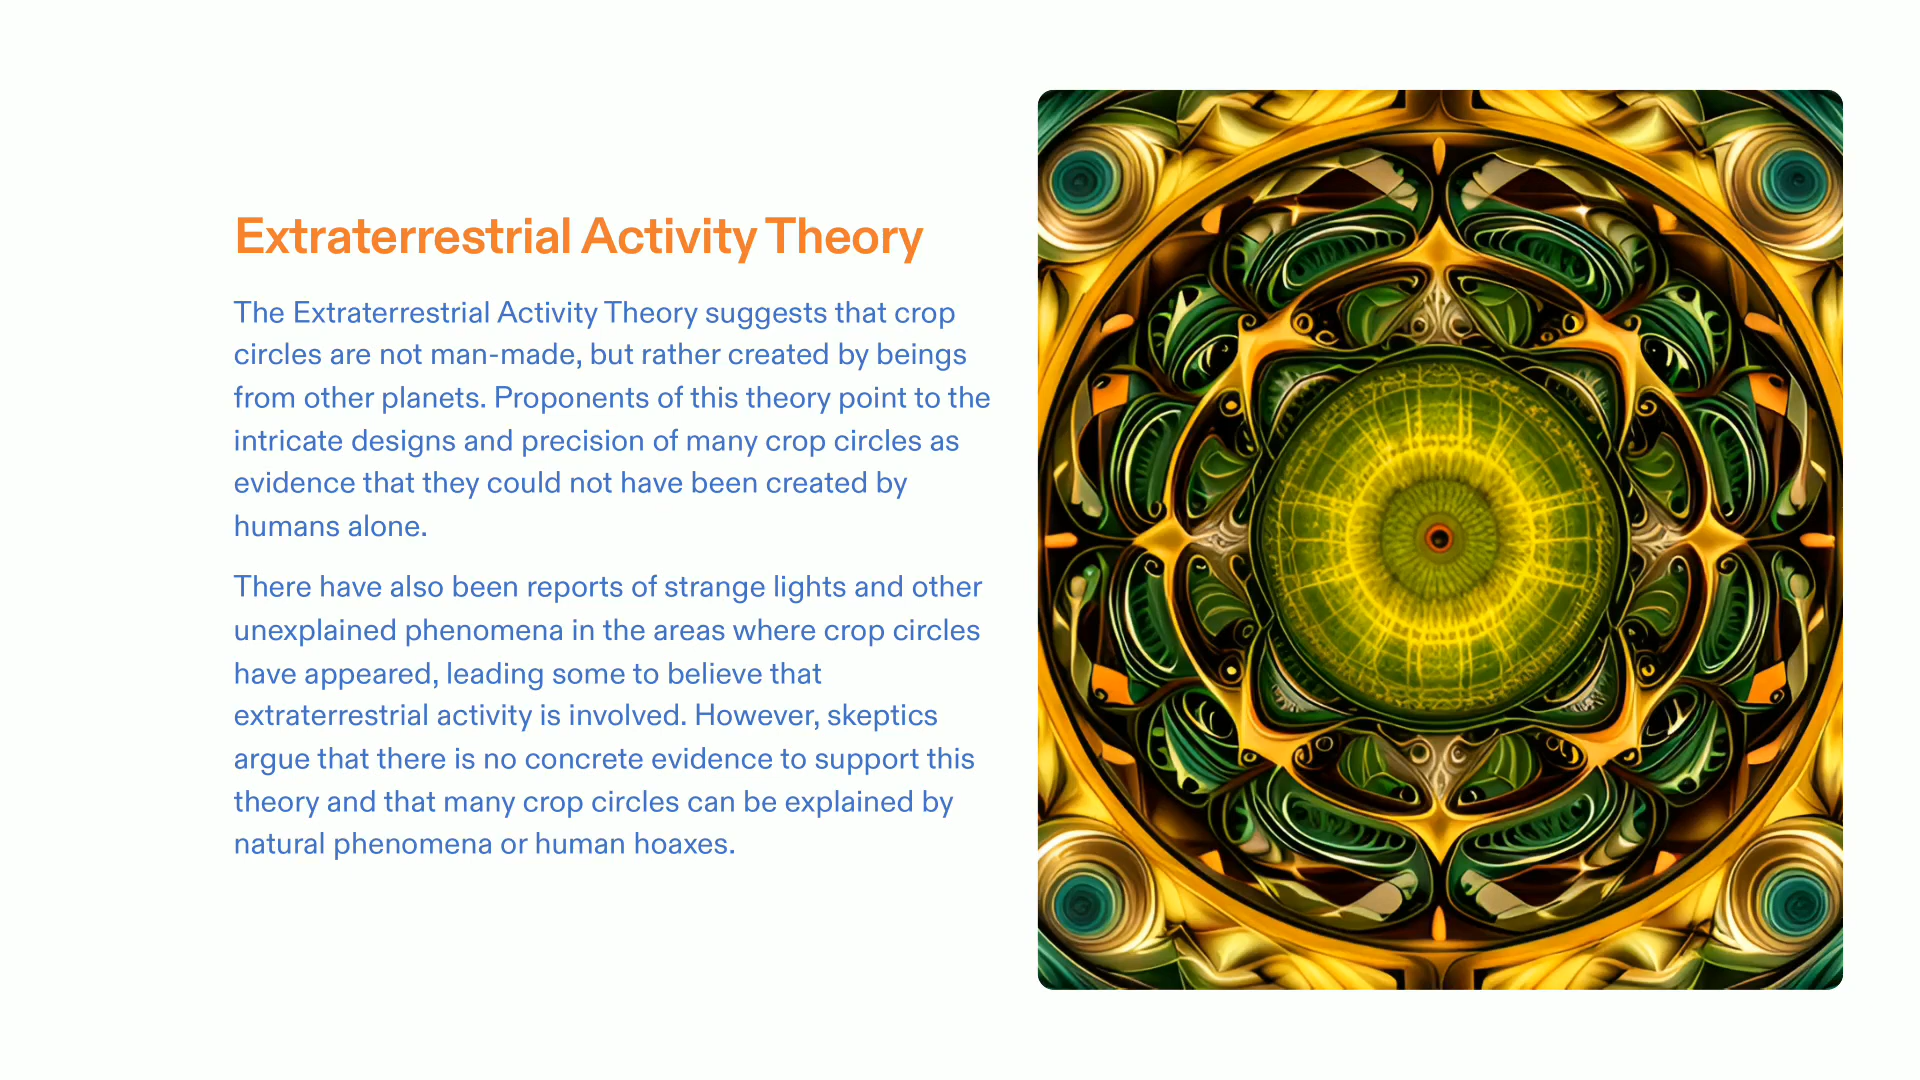 Extraterrestrial Activity Theory
The Extraterrestrial Activity Theory suggests that crop
circles are not man-made, but rather created by beings
from other planets. Proponents of this theory point to the
intricate designs and precision of many crop circles as
evidence that they could not have been created by
humans alone.
There have also been reports of strange lights and other
unexplained phenomena in the areas where crop circles
have appeared, leading some to believe that
extraterrestrial activity is involved. However, skeptics
argue that there is no concrete evidence to support this
theory and that many crop circles can be explained by
natural phenomena or human hoaxes.